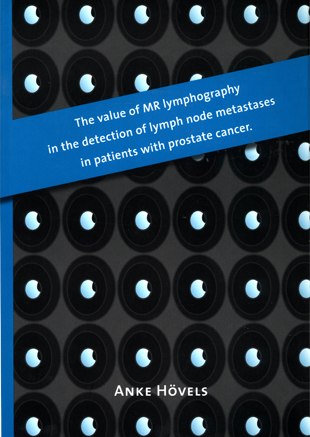 The value of MR lymphography
in the detection of lymph node metastases
in patients with prostate cancer.
ANKE HÖVELS